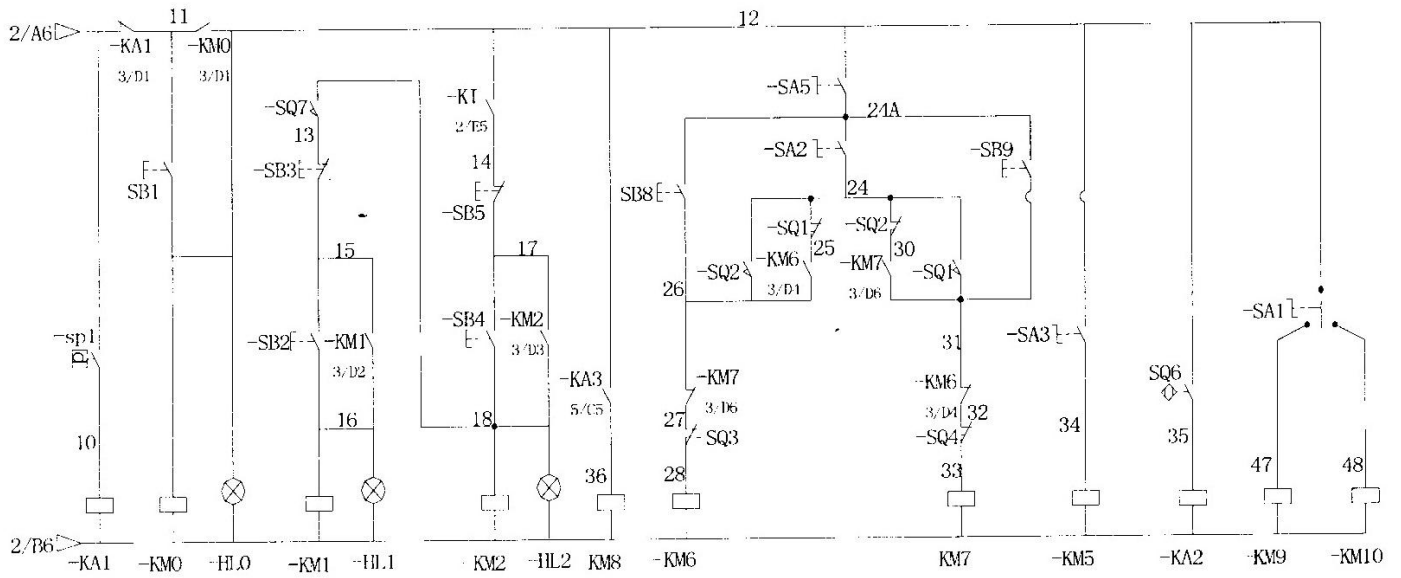 11
12
2/A6
-KA1
-KM0
3/D1
3/D1
-SA5
24A
-SQ7
-KI
2/E5
13
-SA2
-SB9
-SB3
14
SB1
-SB5
SB8
24
-SQ1
-SQ2
15
17
25
30
-SQ2
-KM6
-KM7
-SQ1
26
3/D4
3/D6
-sp1
P
-SB2
-KM1
3/D2
-SB4
-KM2
3/D3
31
-SA3
-SA1
-KA3
5/C5
-KM7
3/D6
-KM6
3/D4
SQ6
10
16
18
27
-SQ3
32
-SQ4
34
35
36
28
33
47
48
2/B6
-KA1
-KM0
-HL0
-KM1
-HL1
KM2
-HL2
KM8
-KM6
KM7
-KM5
-KA2
-KM9
-KM10